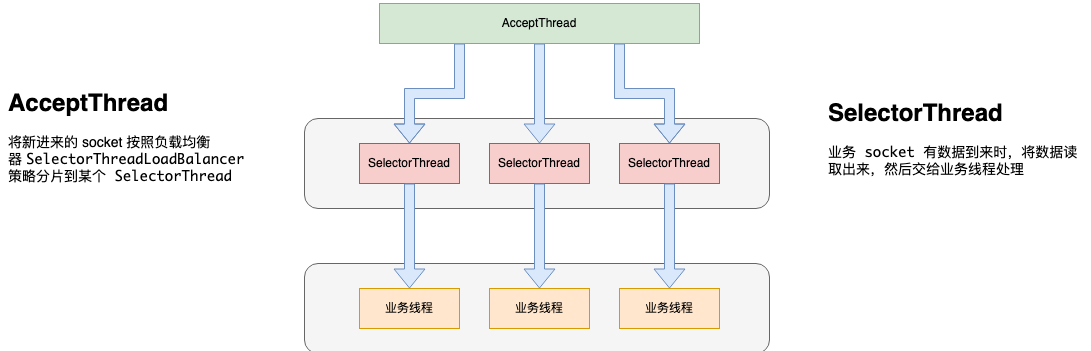 AcceptThread
AcceptThread
将新进来的 socket 按照负载均衡
器 SelectorThreadLoadBalancer
策略分片到某个 SelectorThread
SelectorThread
SelectorThread
SelectorThread
SelectorThread
业务 socket 有数据到来时，将数据读
取出来，然后交给业务线程处理
业务线程
业务线程
业务线程